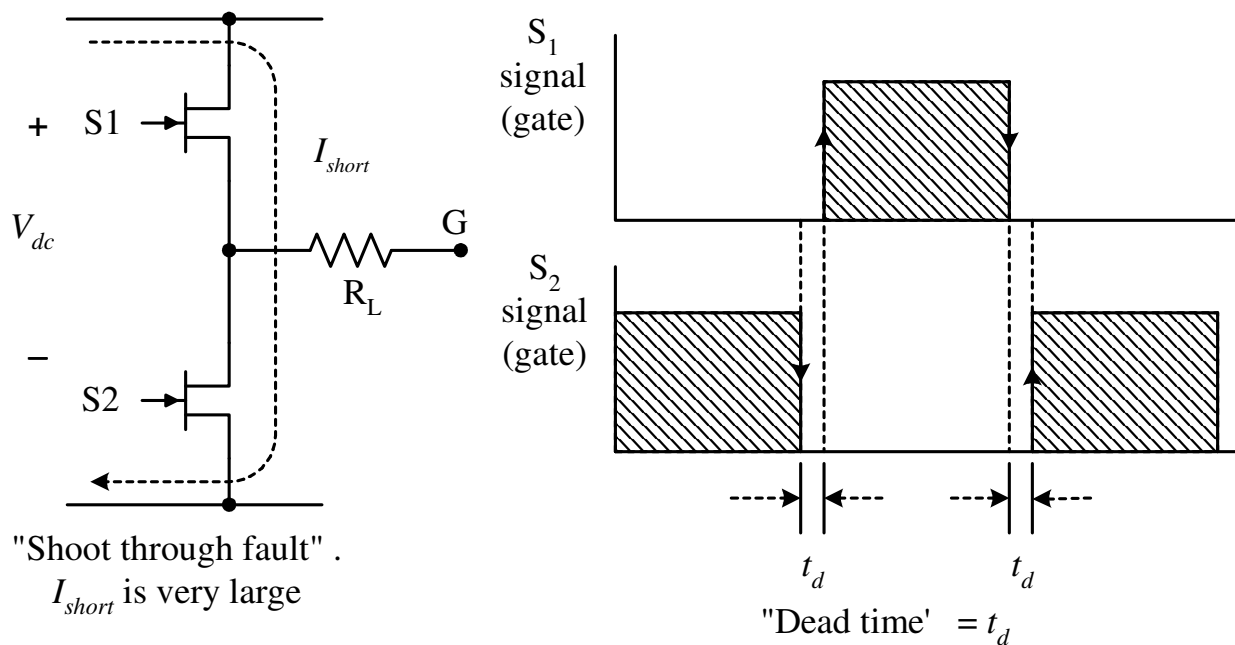 +
S1
I_short
V_dc
G
R_L
–
S2
"Shoot through fault" .
I_short is very large
S_1
signal
(gate)
S_2
signal
(gate)
t_d
t_d
"Dead time' = t_d